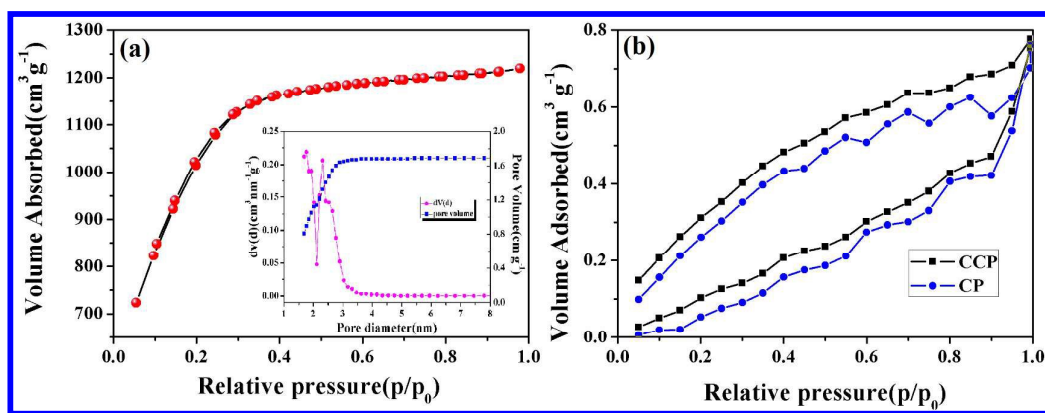 (a)
Volume Absorbed(cm³ g⁻¹)
1300
1200
1100
1000
900
800
700
0.0 0.2 0.4 0.6 0.8 1.0
Relative pressure(p/p₀)
dv(d)(cm³nm⁻¹g⁻¹)
0.25
0.20
0.15
0.10
0.05
0.00
dV(d)
pore volume
2.0
1.6
1.2
0.8
0.4
0.0
Pore Volume(cm³g⁻¹)
1 2 3 4 5 6 7 8
Pore diameter(nm)
(b)
Volume Adsorbed(cm³ g⁻¹)
0.8
0.6
0.4
0.2
0.0
CCP
CP
0.0 0.2 0.4 0.6 0.8 1.0
Relative pressure(p/p₀)